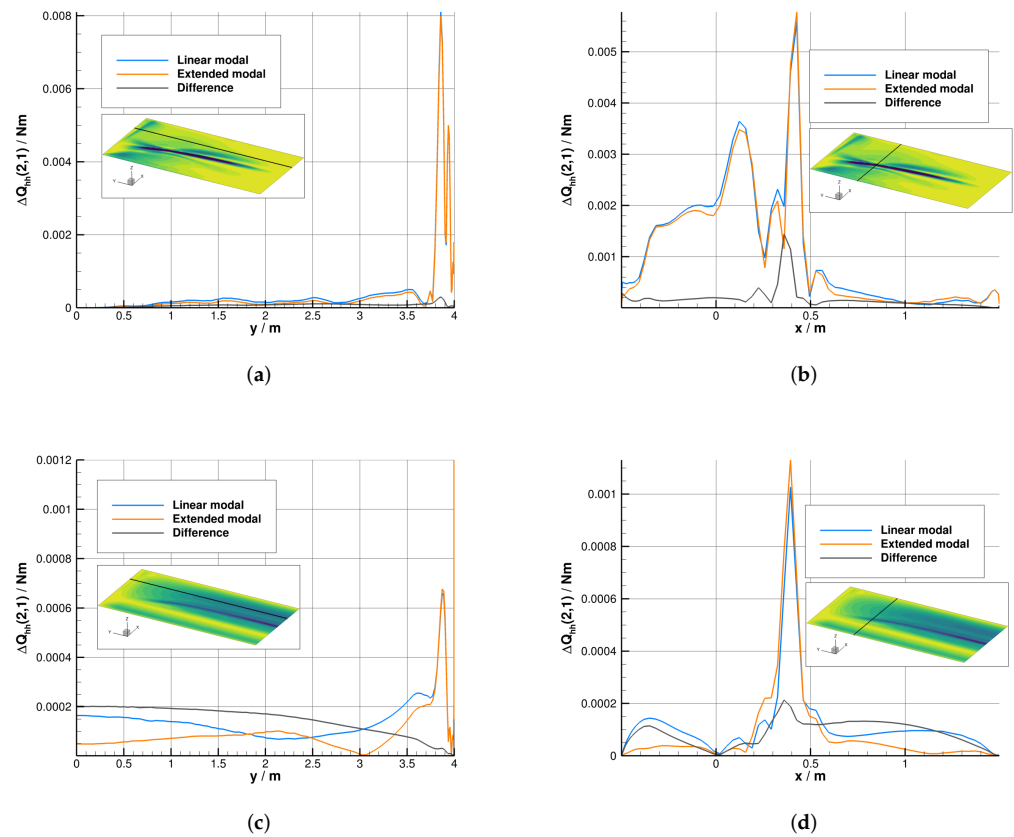 0.008
0.006
0.004
0.002
0
ΔQhh(2,1) / Nm
Linear modal
Extended modal
Difference
Z
Y
X
0 0.5 1 1.5 2 2.5 3 3.5 4
y / m
(a)
0.005
0.004
0.003
0.002
0.001
ΔQhh(2,1) / Nm
Linear modal
Extended modal
Difference
Z
Y
X
0 0.5 1
x / m
(b)
0.0012
0.001
0.0008
0.0006
0.0004
0.0002
ΔQhh(2,1) / Nm
Linear modal
Extended modal
Difference
Z
Y
X
0 0.5 1 1.5 2 2.5 3 3.5 4
y / m
(c)
0.001
0.0008
0.0006
0.0004
0.0002
0
ΔQhh(2,1) / Nm
Linear modal
Extended modal
Difference
Z
Y
X
0 0.5 1
x / m
(d)